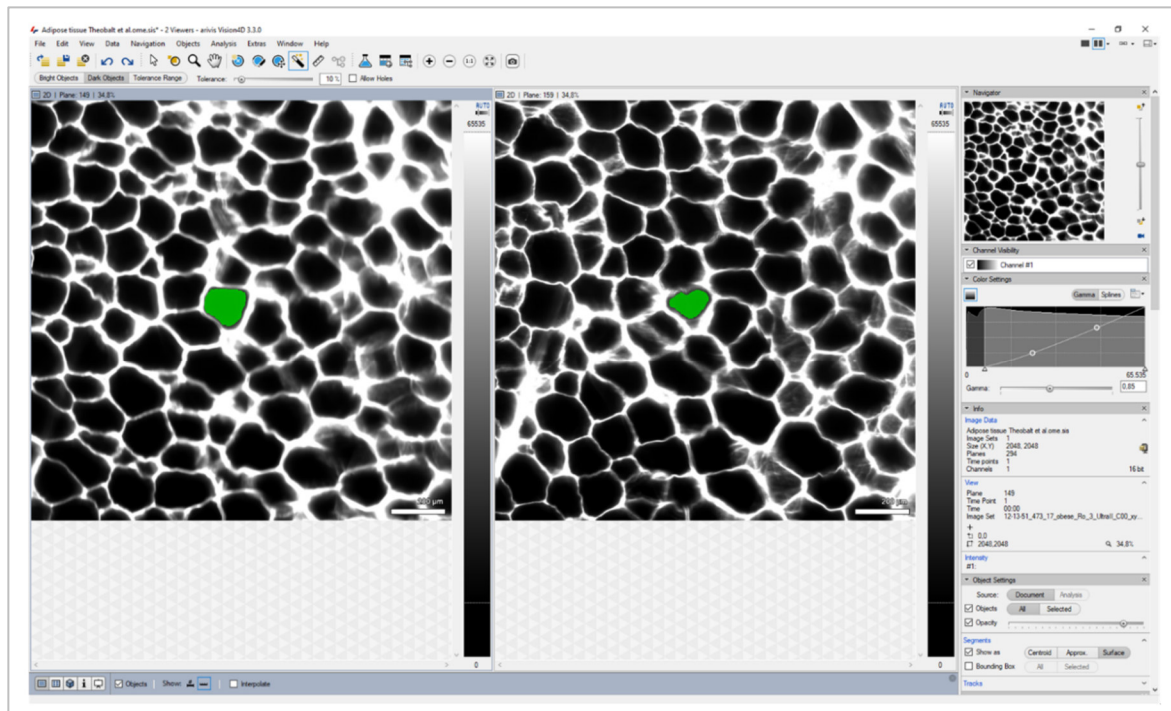 Adipose tissue Theobalt et al.ome.sis* - 2 Viewers - arivis Vision4D 3.3.0
File Edit View Data Navigation Objects Analysis Extras Window Help
Bright Objects Dark Objects Tolerance Range Tolerance: 10 % Allow Holes
2D | Plane: 149 | 34,8%
AUTO
65535
200 µm
0
2D | Plane: 159 | 34,8%
AUTO
65535
200 µm
0
Navigator
Channel Visibility
Channel #1
Color Settings
Gamma Splines
0 65.535
Gamma: 0,85
Info
Image Data
Adipose tissue Theobalt et al.ome.sis
Image Sets 1
Size (X,Y) 2048, 2048
Planes 294
Time points 1
Channels 1 16 bit
View
Plane 149
Time Point 1
Time 00:00
Image Set 12-13-51_473_17_obese_Ro_3_UltraII_C00_xy...
0,0
2048,2048 34,8%
Intensity
#1:
Object Settings
Source: Document Analysis
Objects All Selected
Opacity
Segments
Show as Centroid Approx. Surface
Bounding Box All Selected
Tracks
Objects | Show: Interpolate